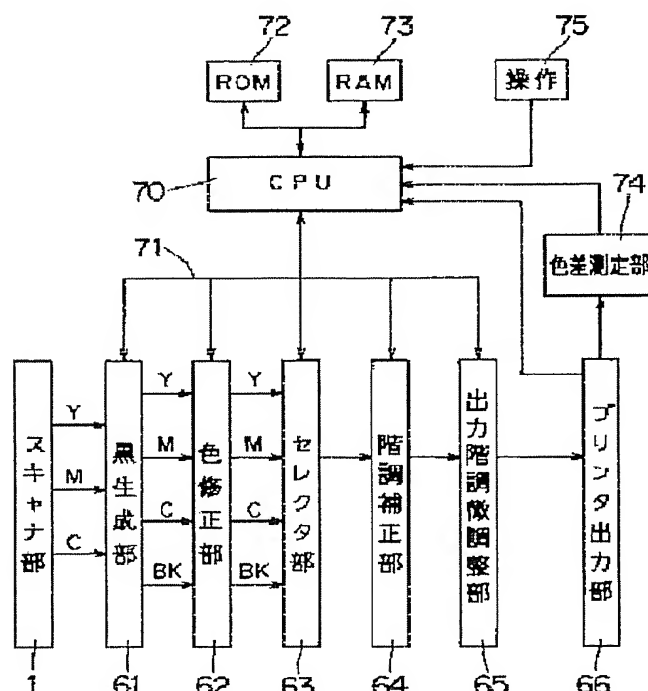 72
73
75
ROM
RAM
操作
CPU
70
74
71
色差測定部
スキャナ部
Y
M
C
黒生成部
Y
M
C
BK
色修正部
Y
M
C
BK
セレクタ部
階調補正部
出力階調微調整部
プリンタ出力部
1
61
62
63
64
65
66